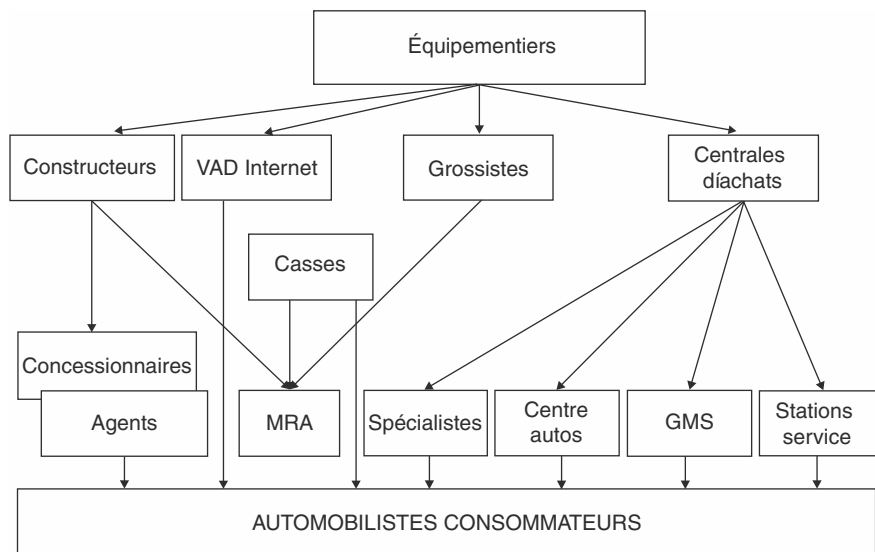 Équipementiers
Constructeurs
VAD Internet
Grossistes
Centrales
díachats
Casses
Concessionnaires
Agents
MRA
Spécialistes
Centre
autos
GMS
Stations
service
AUTOMOBILISTES CONSOMMATEURS